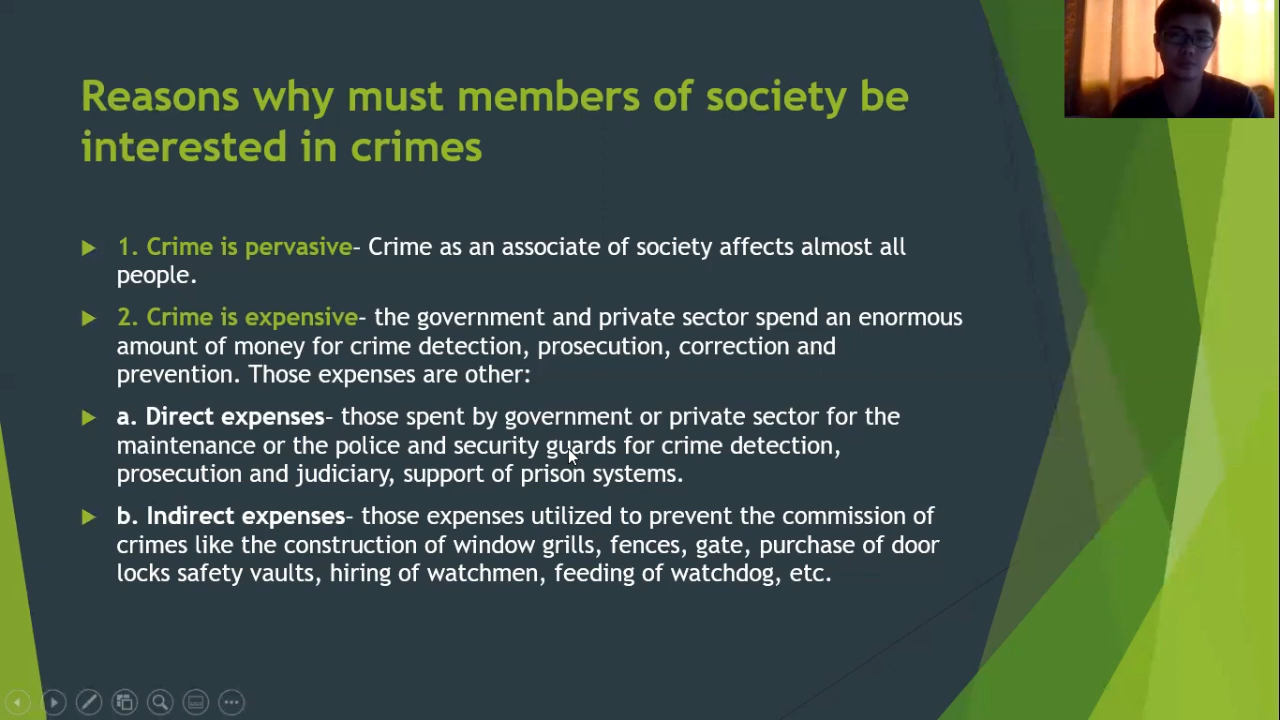 Reasons why must members of society be
interested in crimes
1. Crime is pervasive– Crime as an associate of society affects almost all
people.
2. Crime is expensive– the government and private sector spend an enormous
amount of money for crime detection, prosecution, correction and
prevention. Those expenses are other:
a. Direct expenses– those spent by government or private sector for the
maintenance or the police and security guards for crime detection,
prosecution and judiciary, support of prison systems.
b. Indirect expenses– those expenses utilized to prevent the commission of
crimes like the construction of window grills, fences, gate, purchase of door
locks safety vaults, hiring of watchmen, feeding of watchdog, etc.